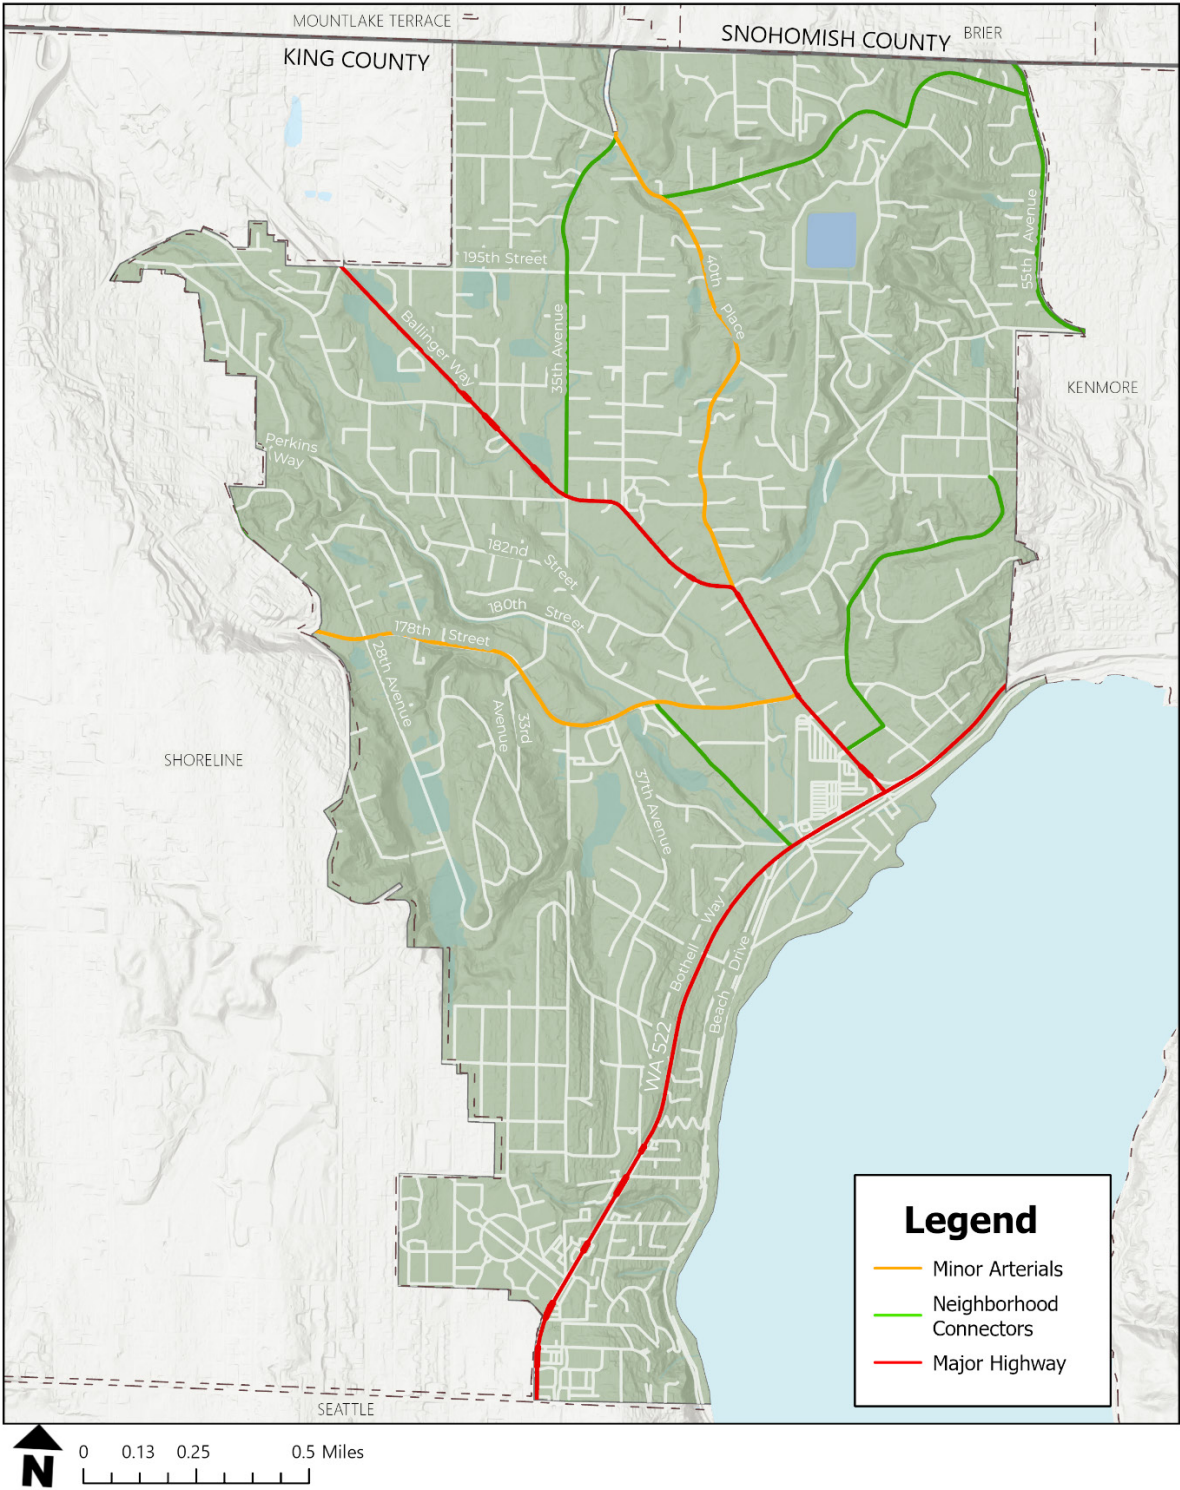 MOUNTLAKE TERRACE
SNOHOMISH COUNTY
BRIER
KING COUNTY
195th Street
40th
Place
55th Avenue
Ballinger Way
35th Avenue
KENMORE
Perkins
Way
182nd
Street
180th
Street
178th
Street
28th Avenue
33rd
Avenue
SHORELINE
37th Avenue
Bothell
Way
Beach
Drive
WA 522
Legend
Minor Arterials
Neighborhood
Connectors
Major Highway
SEATTLE
N
0 0.13 0.25 0.5 Miles